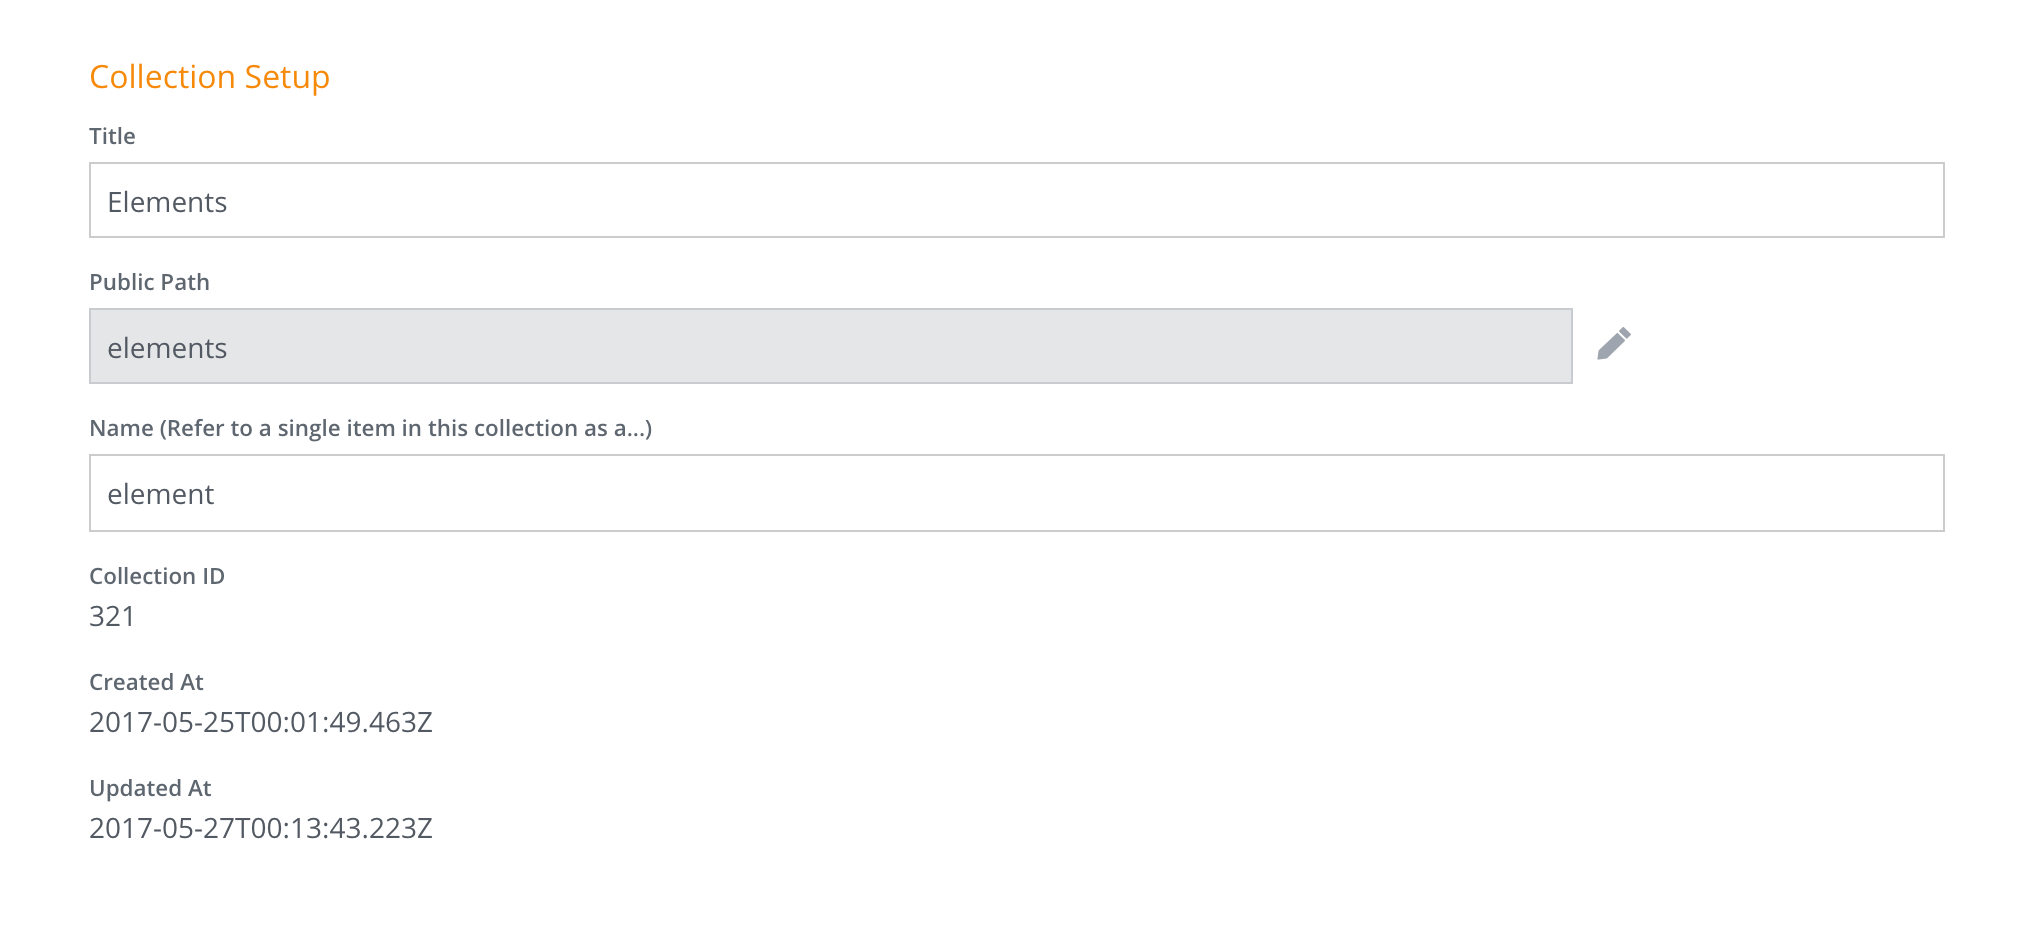 Collection Setup
Title
Elements
Public Path
elements
Name (Refer to a single item in this collection as a...)
element
Collection ID
321
Created At
2017-05-25T00:01:49.463Z
Updated At
2017-05-27T00:13:43.223Z